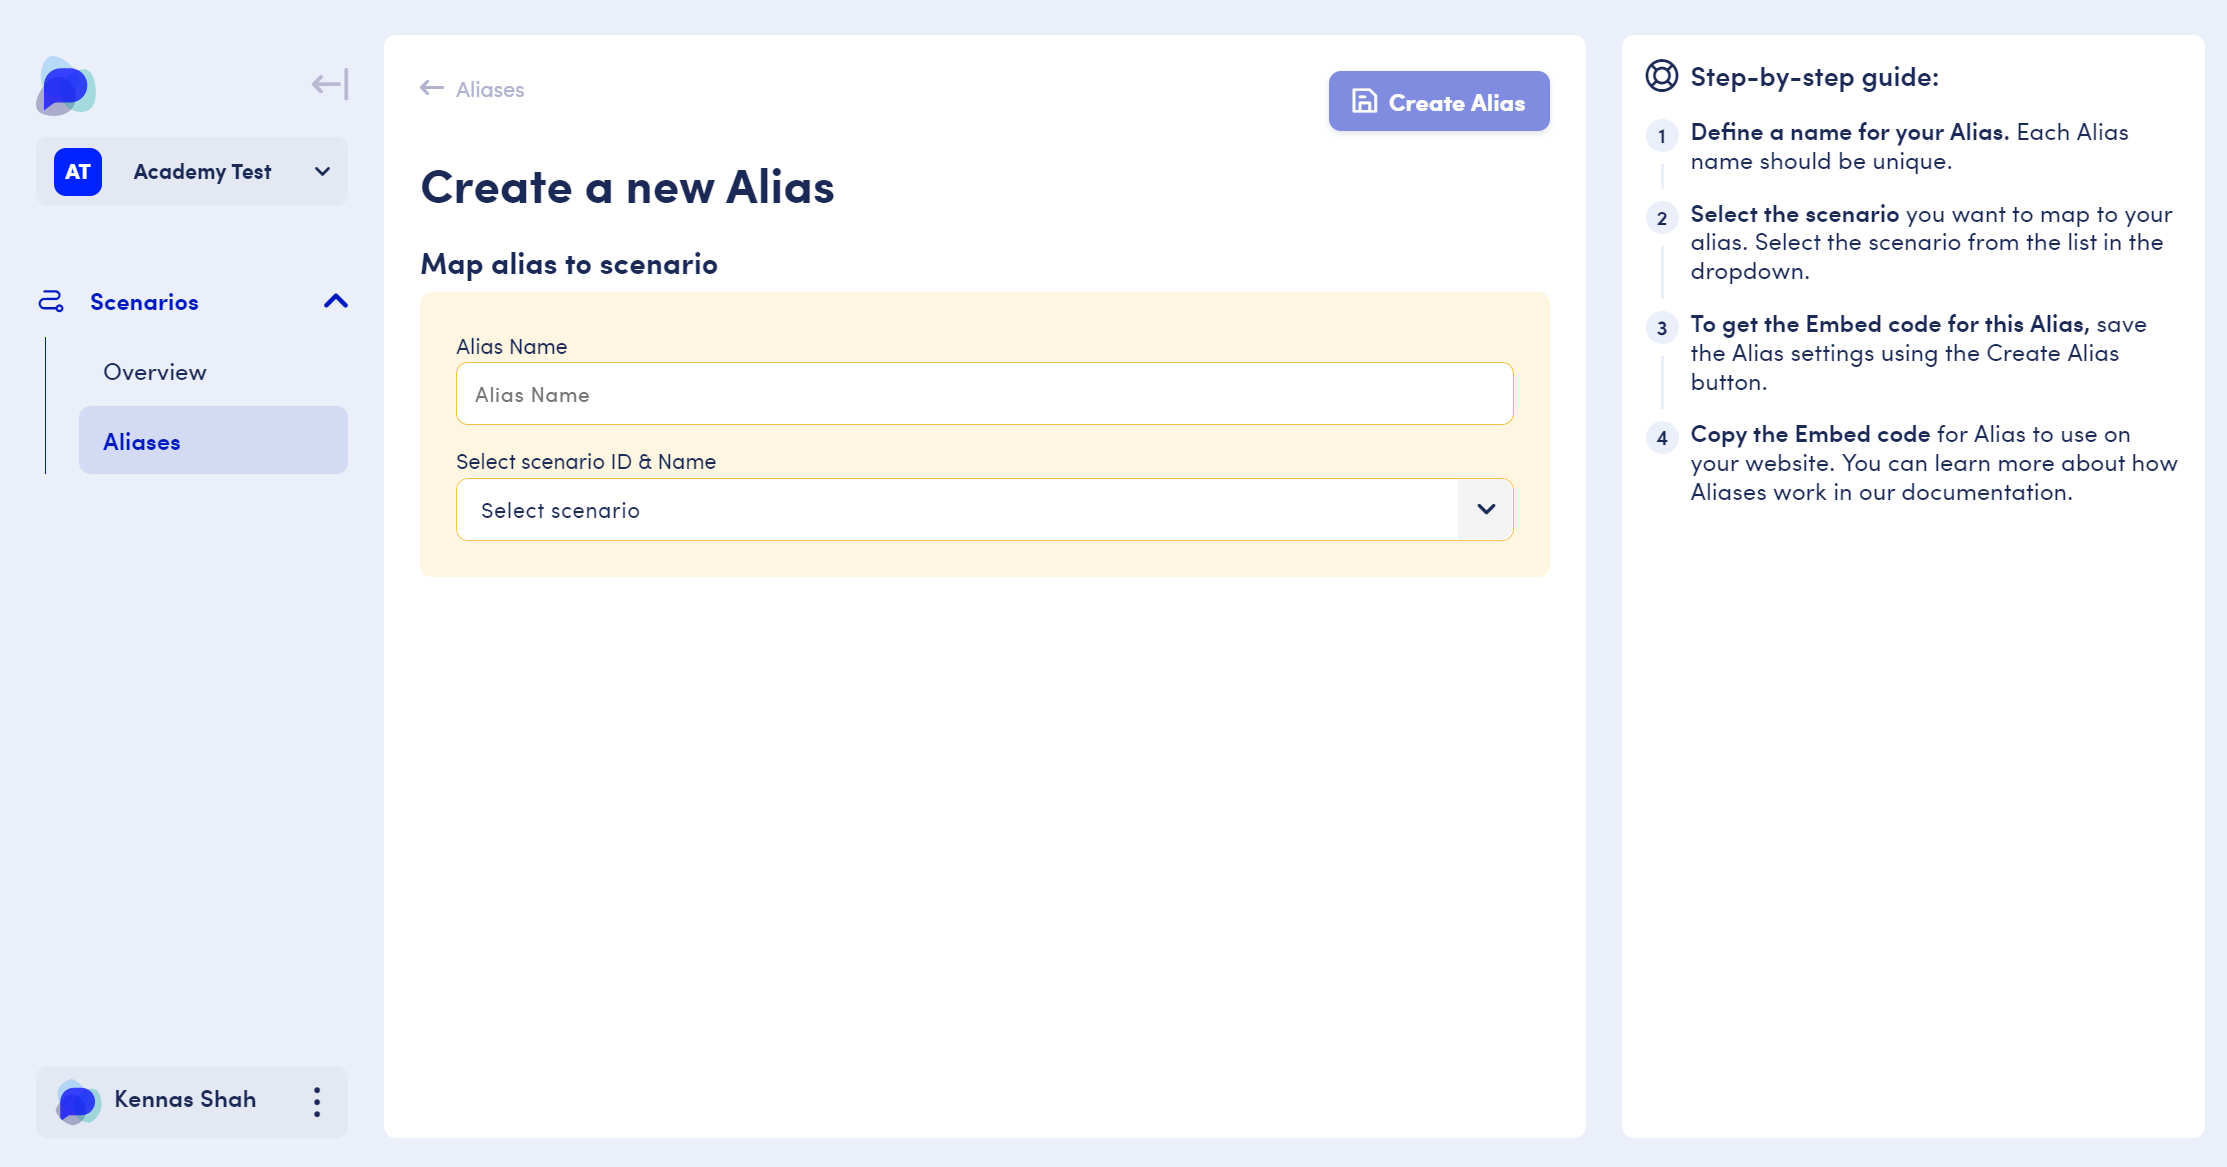 AT
Academy Test
Scenarios
Overview
Aliases
Kennas Shah
Aliases
Create Alias
Create a new Alias
Map alias to scenario
Alias Name
Alias Name
Select scenario ID & Name
Select scenario
Step-by-step guide:
1
Define a name for your Alias. Each Alias
name should be unique.
2
Select the scenario you want to map to your
alias. Select the scenario from the list in the
dropdown.
3
To get the Embed code for this Alias, save
the Alias settings using the Create Alias
button.
4
Copy the Embed code for Alias to use on
your website. You can learn more about how
Aliases work in our documentation.